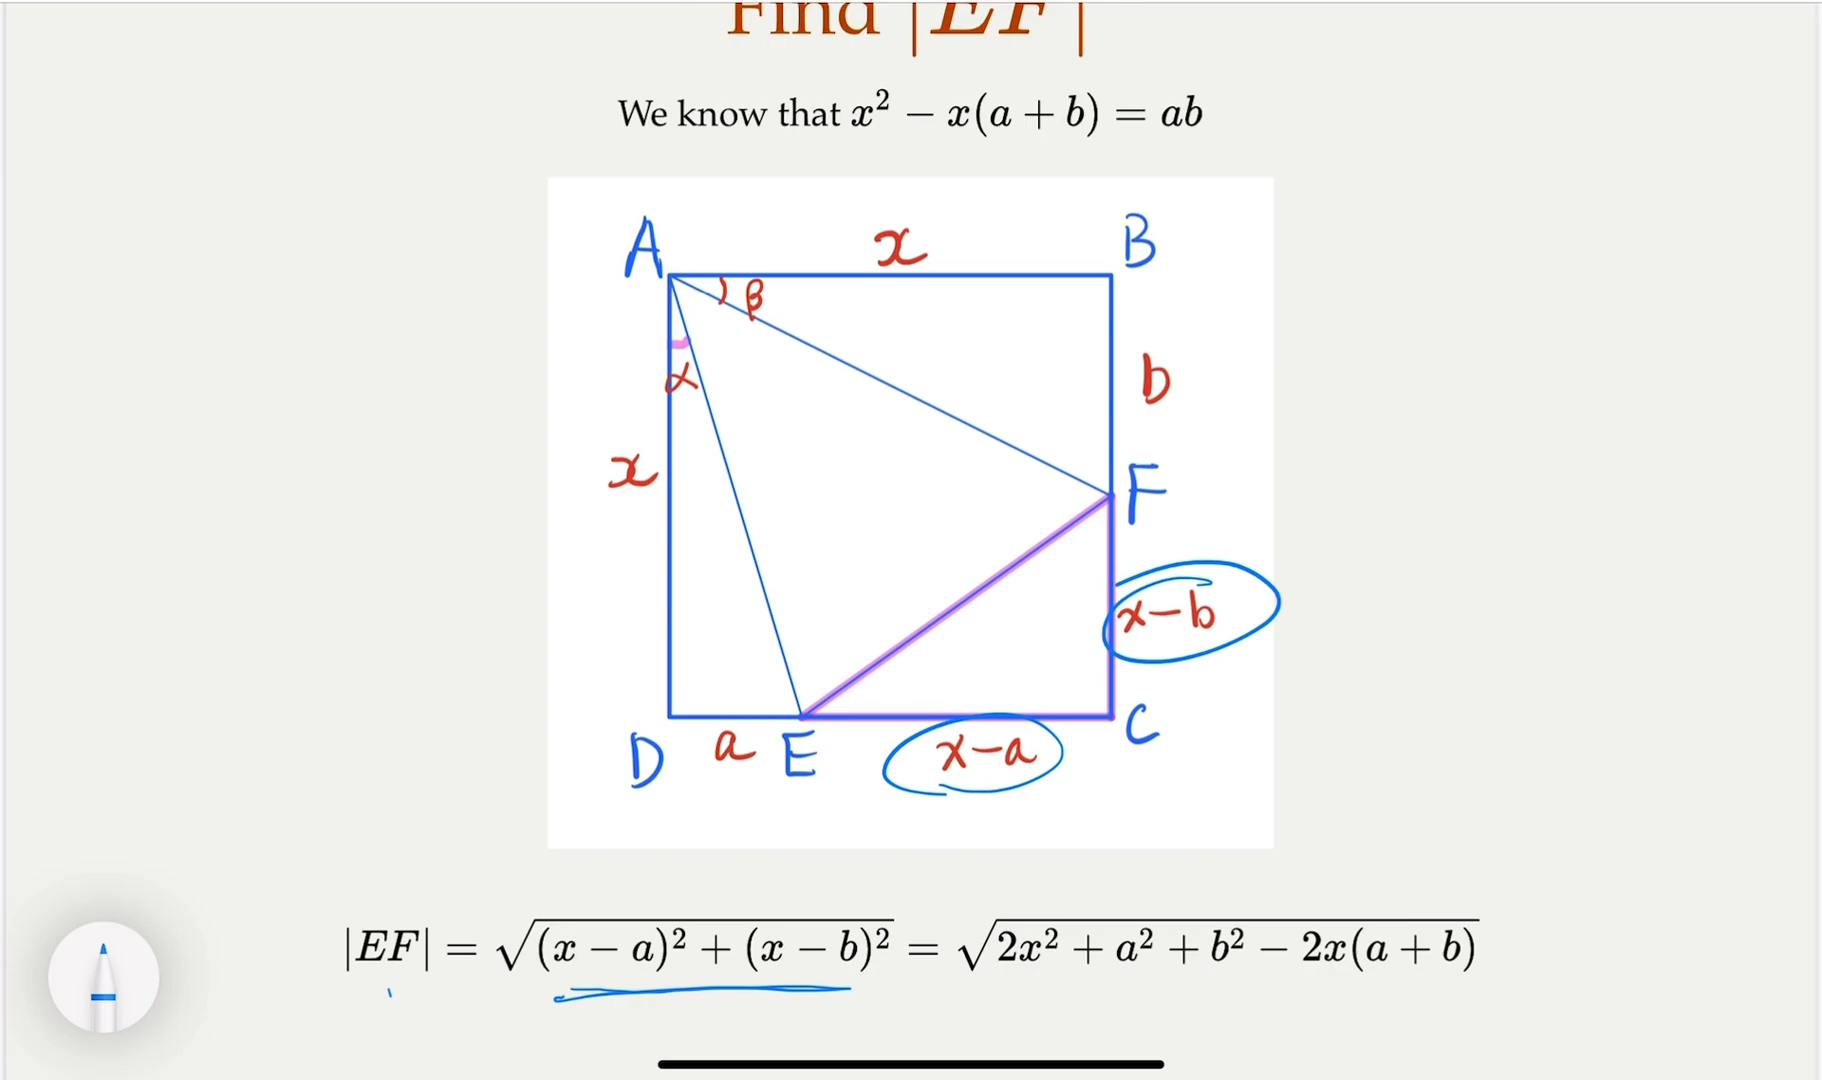 Find |EF|
We know that x² − x(a + b) = ab
A x B
β
α
b
x
F
x−b
D a E x−a C
|EF| = √((x − a)² + (x − b)²) = √(2x² + a² + b² − 2x(a + b))